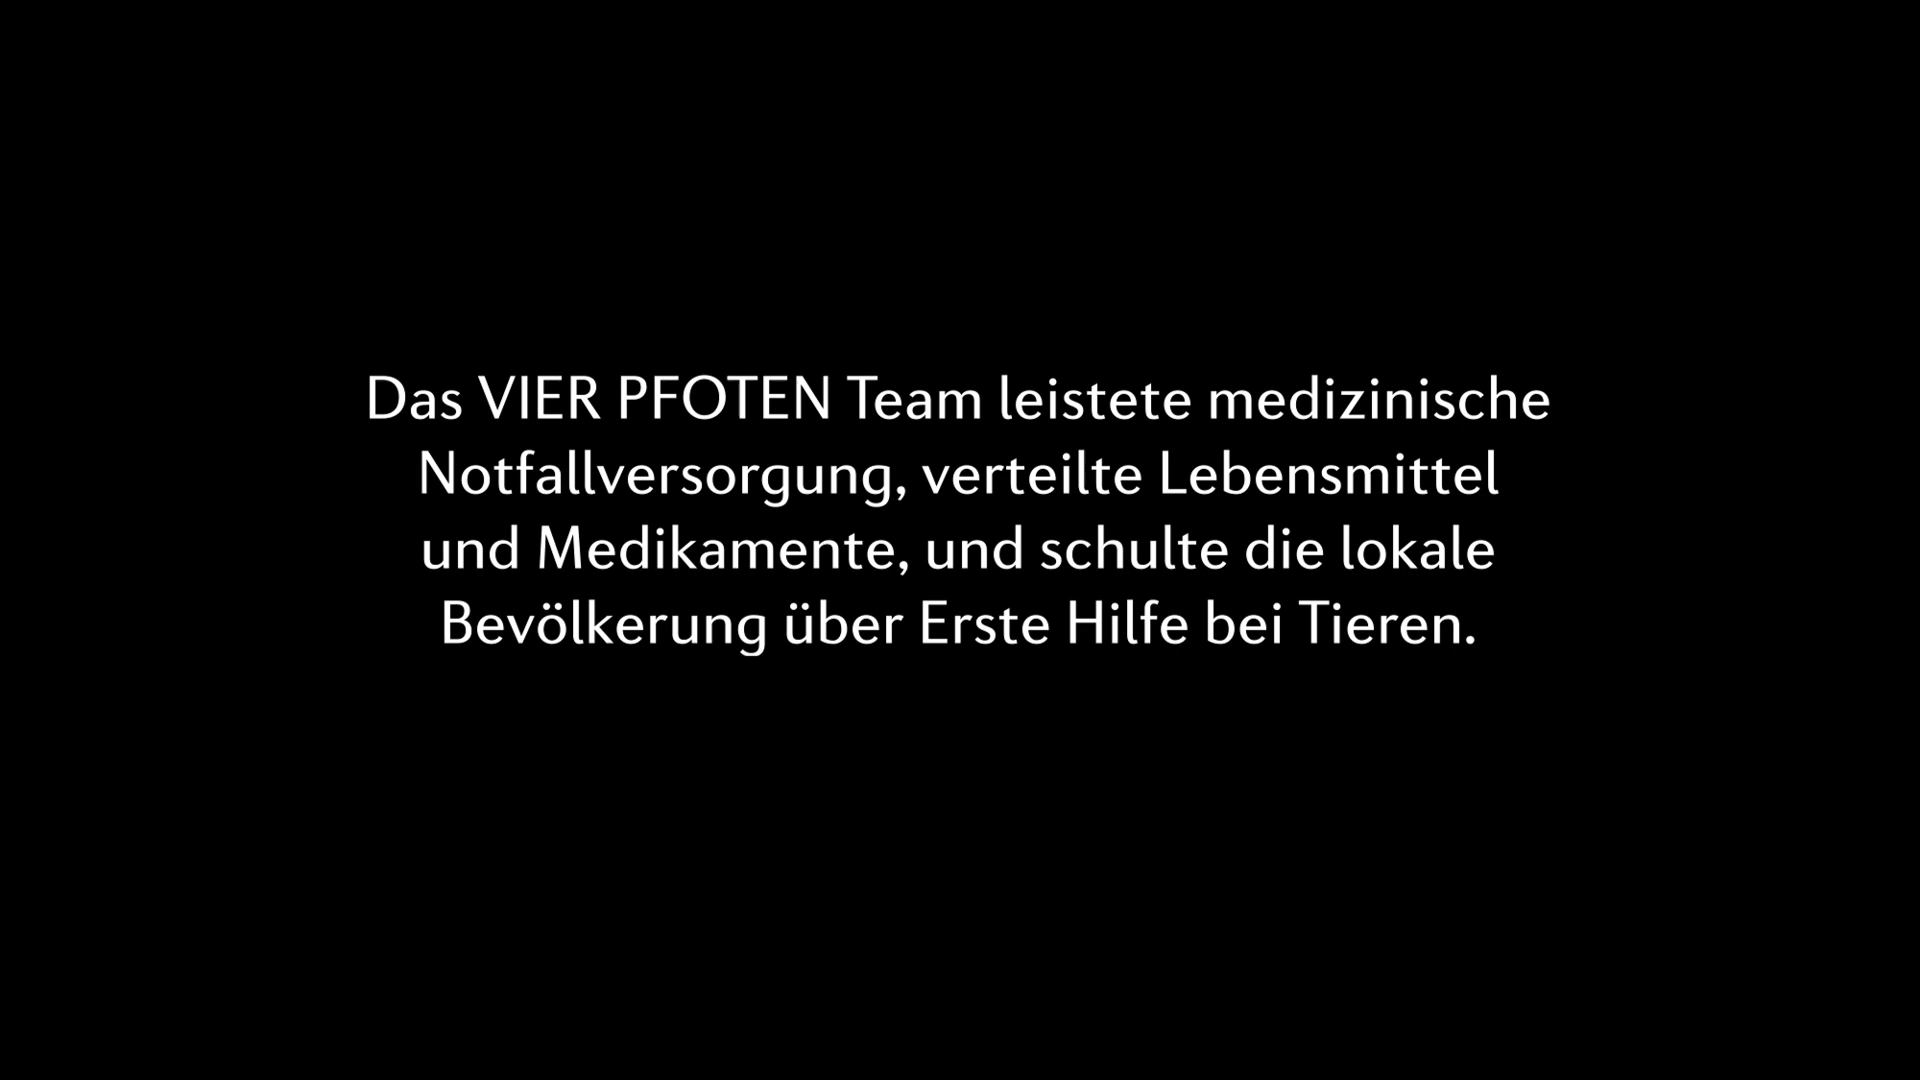 Das VIER PFOTEN Team leistete medizinische
Notfallversorgung, verteilte Lebensmittel
und Medikamente, und schulte die lokale
Bevölkerung über Erste Hilfe bei Tieren.